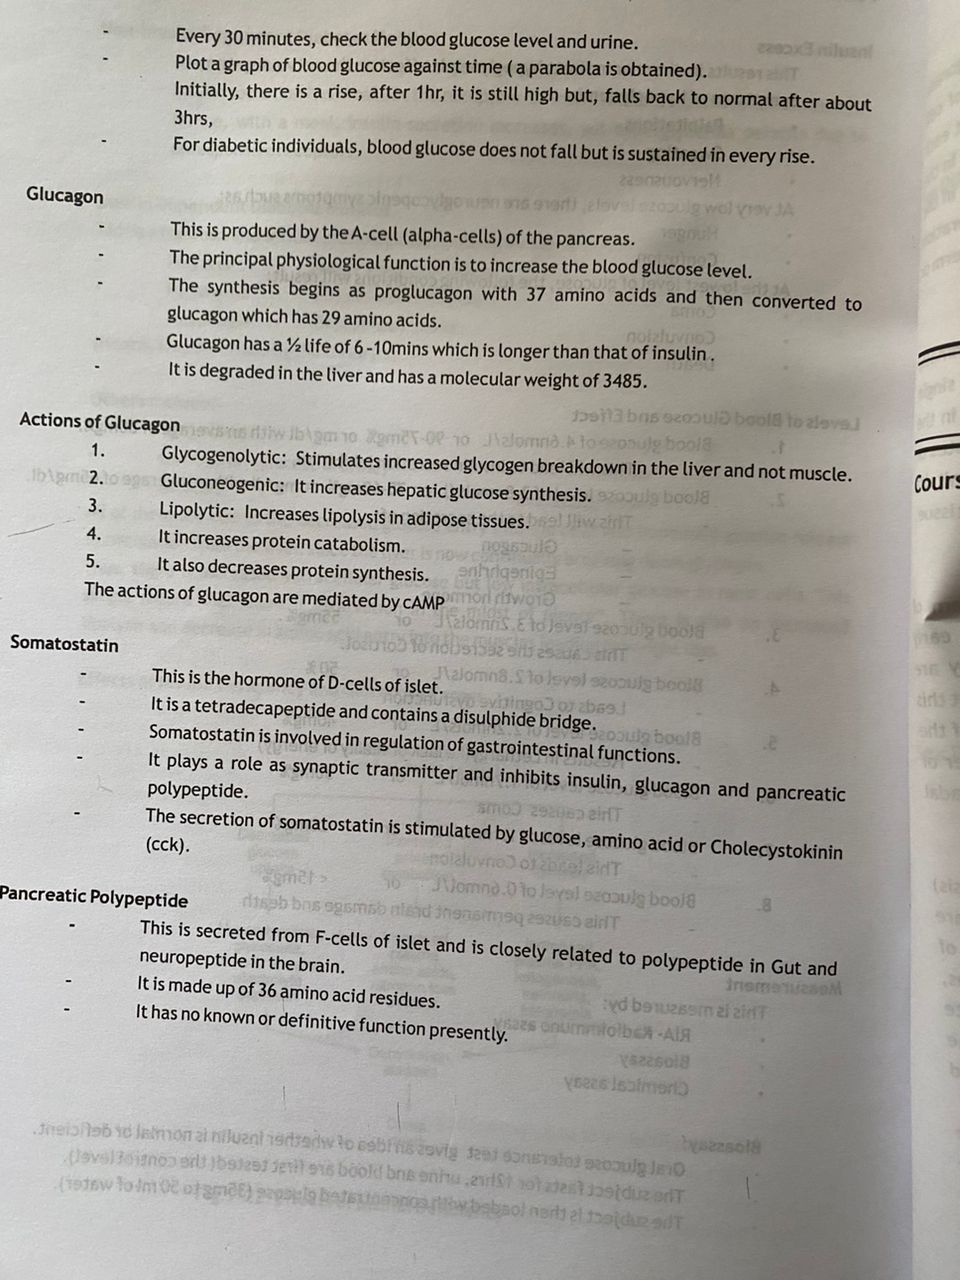 - Every 30 minutes, check the blood glucose level and urine.
- Plot a graph of blood glucose against time ( a parabola is obtained).
Initially, there is a rise, after 1hr, it is still high but, falls back to normal after about
3hrs,
- For diabetic individuals, blood glucose does not fall but is sustained in every rise.
Glucagon
- This is produced by the A-cell (alpha-cells) of the pancreas.
- The principal physiological function is to increase the blood glucose level.
- The synthesis begins as proglucagon with 37 amino acids and then converted to
glucagon which has 29 amino acids.
- Glucagon has a ½ life of 6-10mins which is longer than that of insulin.
- It is degraded in the liver and has a molecular weight of 3485.
Actions of Glucagon
1. Glycogenolytic: Stimulates increased glycogen breakdown in the liver and not muscle.
2. Gluconeogenic: It increases hepatic glucose synthesis.
3. Lipolytic: Increases lipolysis in adipose tissues.
4. It increases protein catabolism.
5. It also decreases protein synthesis.
The actions of glucagon are mediated by cAMP
Somatostatin
- This is the hormone of D-cells of islet.
- It is a tetradecapeptide and contains a disulphide bridge.
- Somatostatin is involved in regulation of gastrointestinal functions.
- It plays a role as synaptic transmitter and inhibits insulin, glucagon and pancreatic
polypeptide.
- The secretion of somatostatin is stimulated by glucose, amino acid or Cholecystokinin
(cck).
Pancreatic Polypeptide
- This is secreted from F-cells of islet and is closely related to polypeptide in Gut and
neuropeptide in the brain.
- It is made up of 36 amino acid residues.
- It has no known or definitive function presently.
Cours